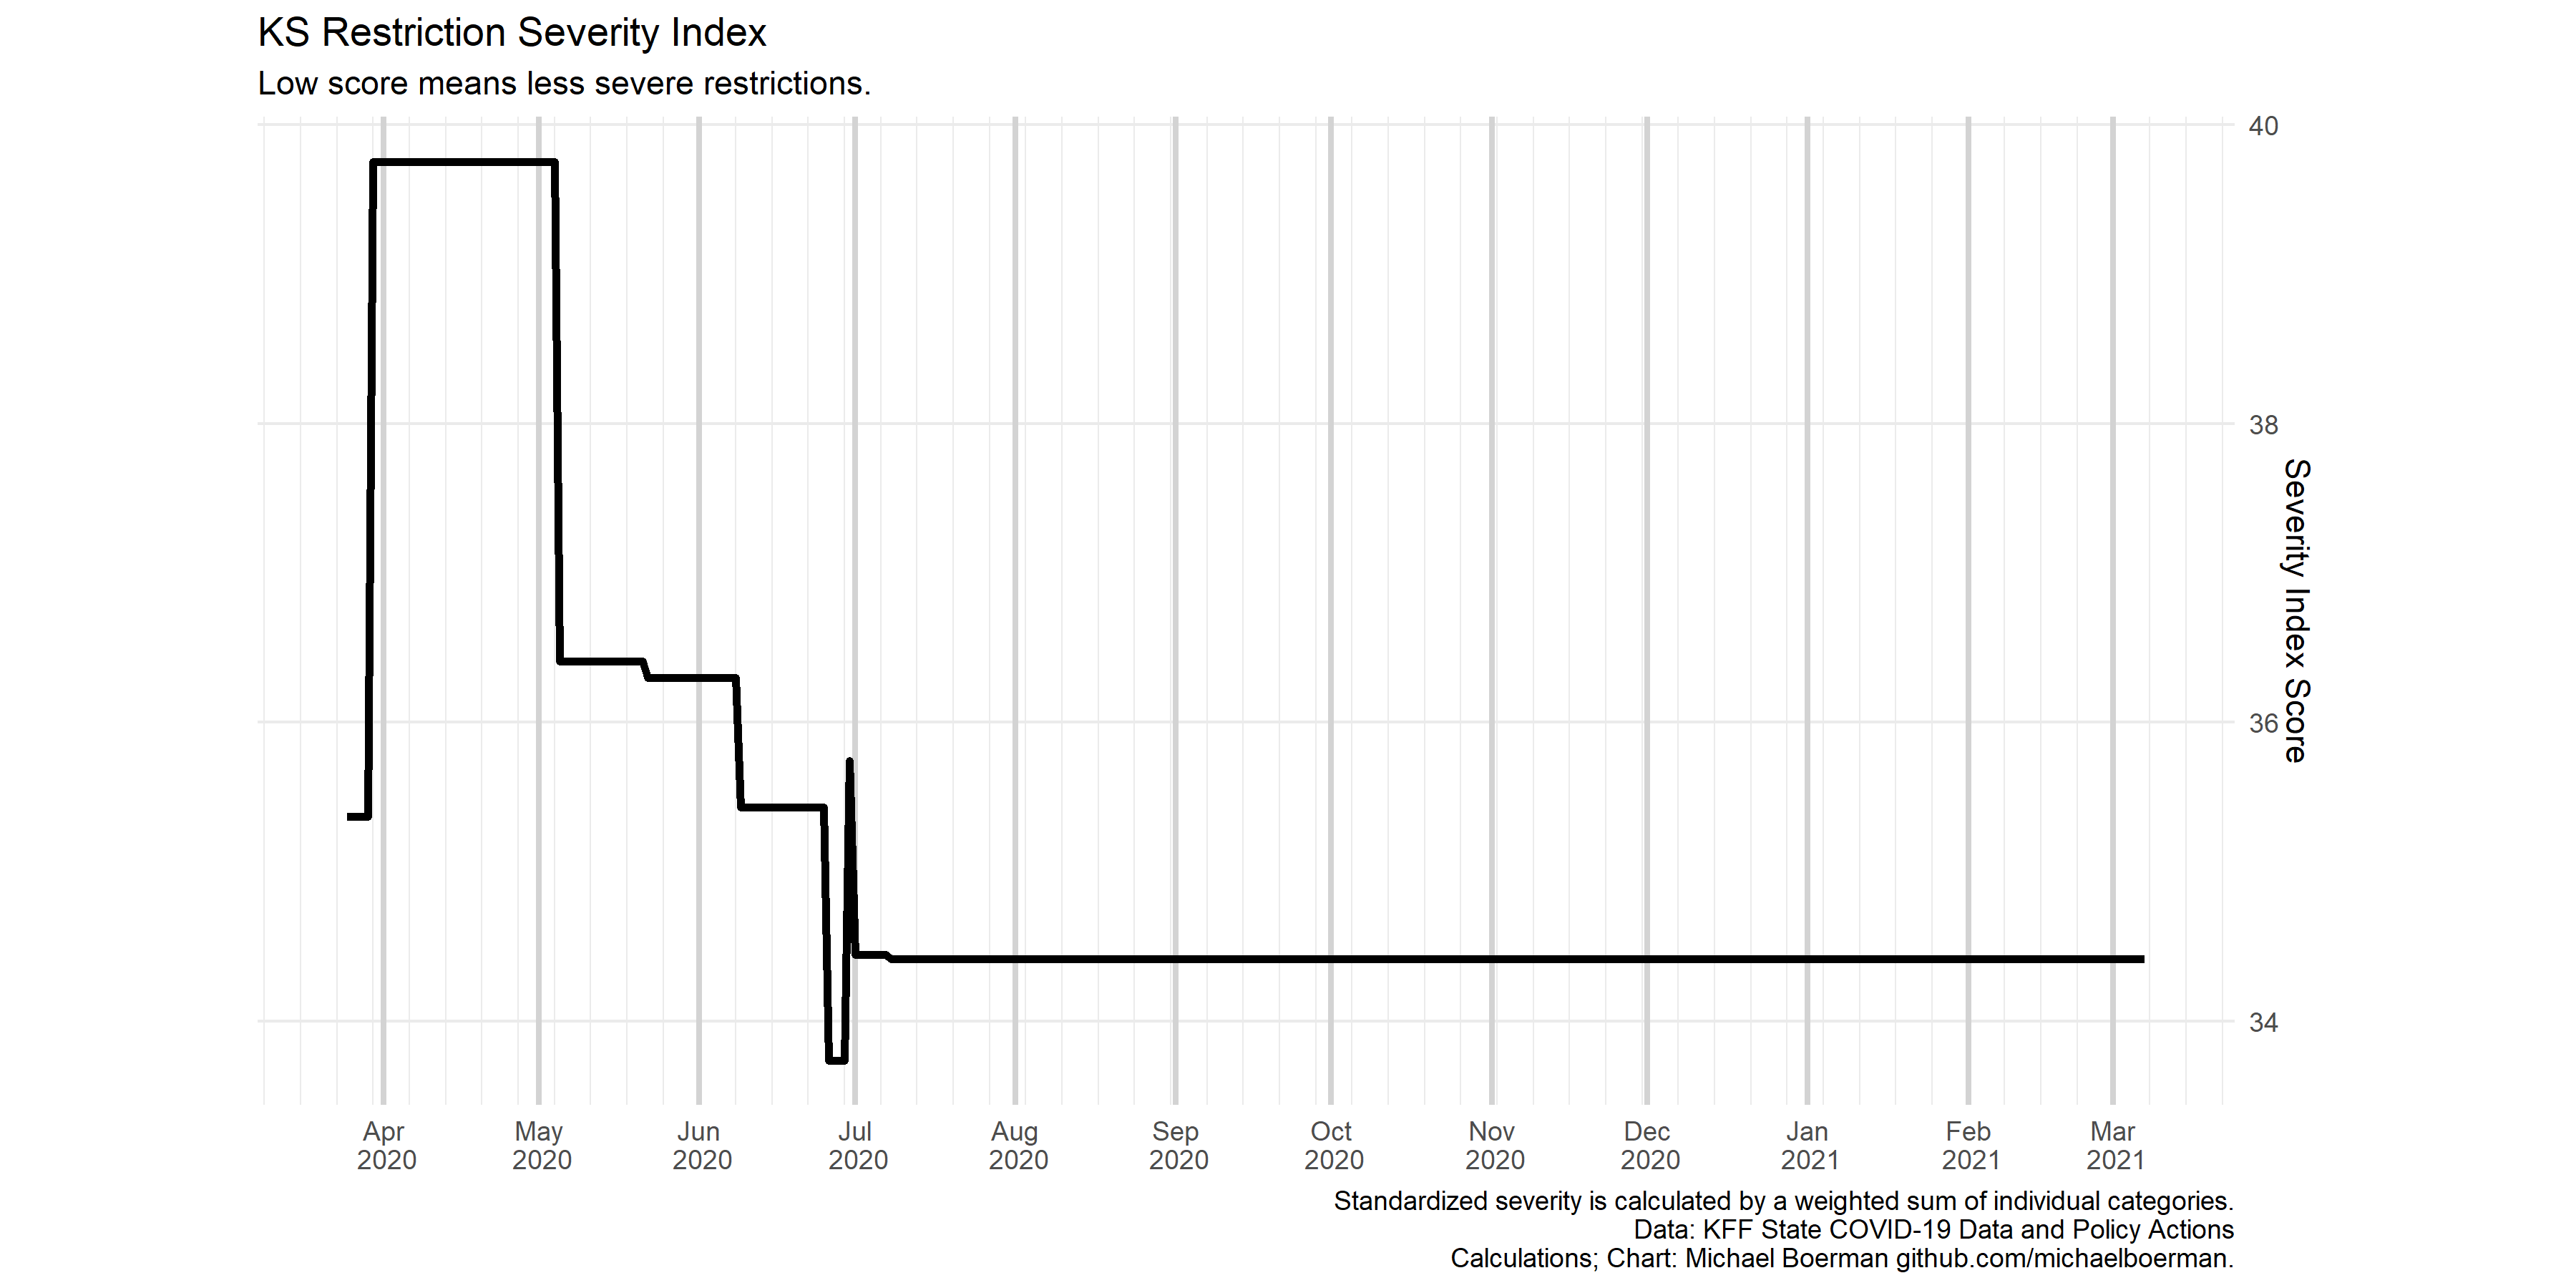 KS Restriction Severity Index
Low score means less severe restrictions.
40
38
36
34
Severity Index Score
Apr 2020
May 2020
Jun 2020
Jul 2020
Aug 2020
Sep 2020
Oct 2020
Nov 2020
Dec 2020
Jan 2021
Feb 2021
Mar 2021
Standardized severity is calculated by a weighted sum of individual categories.
Data: KFF State COVID-19 Data and Policy Actions
Calculations; Chart: Michael Boerman github.com/michaelboerman.